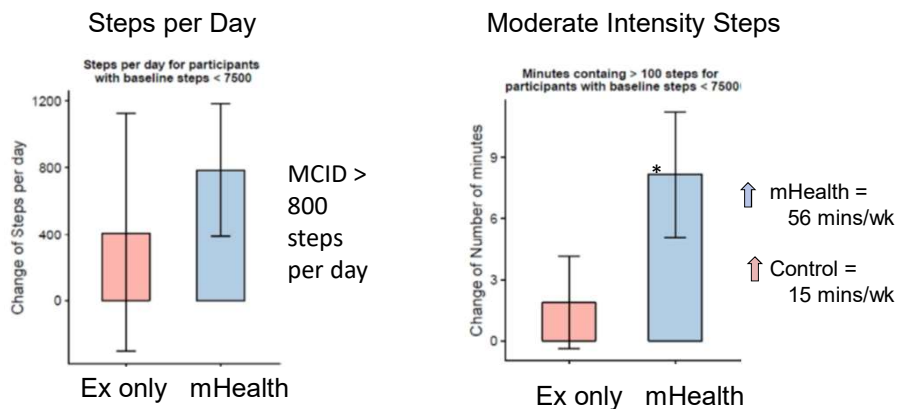 Steps per Day
Steps per day for participants
with baseline steps < 7500
Change of Steps per day
1200
800
400
0
Ex only
mHealth
MCID >
800
steps
per day
Moderate Intensity Steps
Minutes containg > 100 steps for
participants with baseline steps < 7500
Change of Number of minutes
9
6
3
0
*
Ex only
mHealth
mHealth =
56 mins/wk
Control =
15 mins/wk